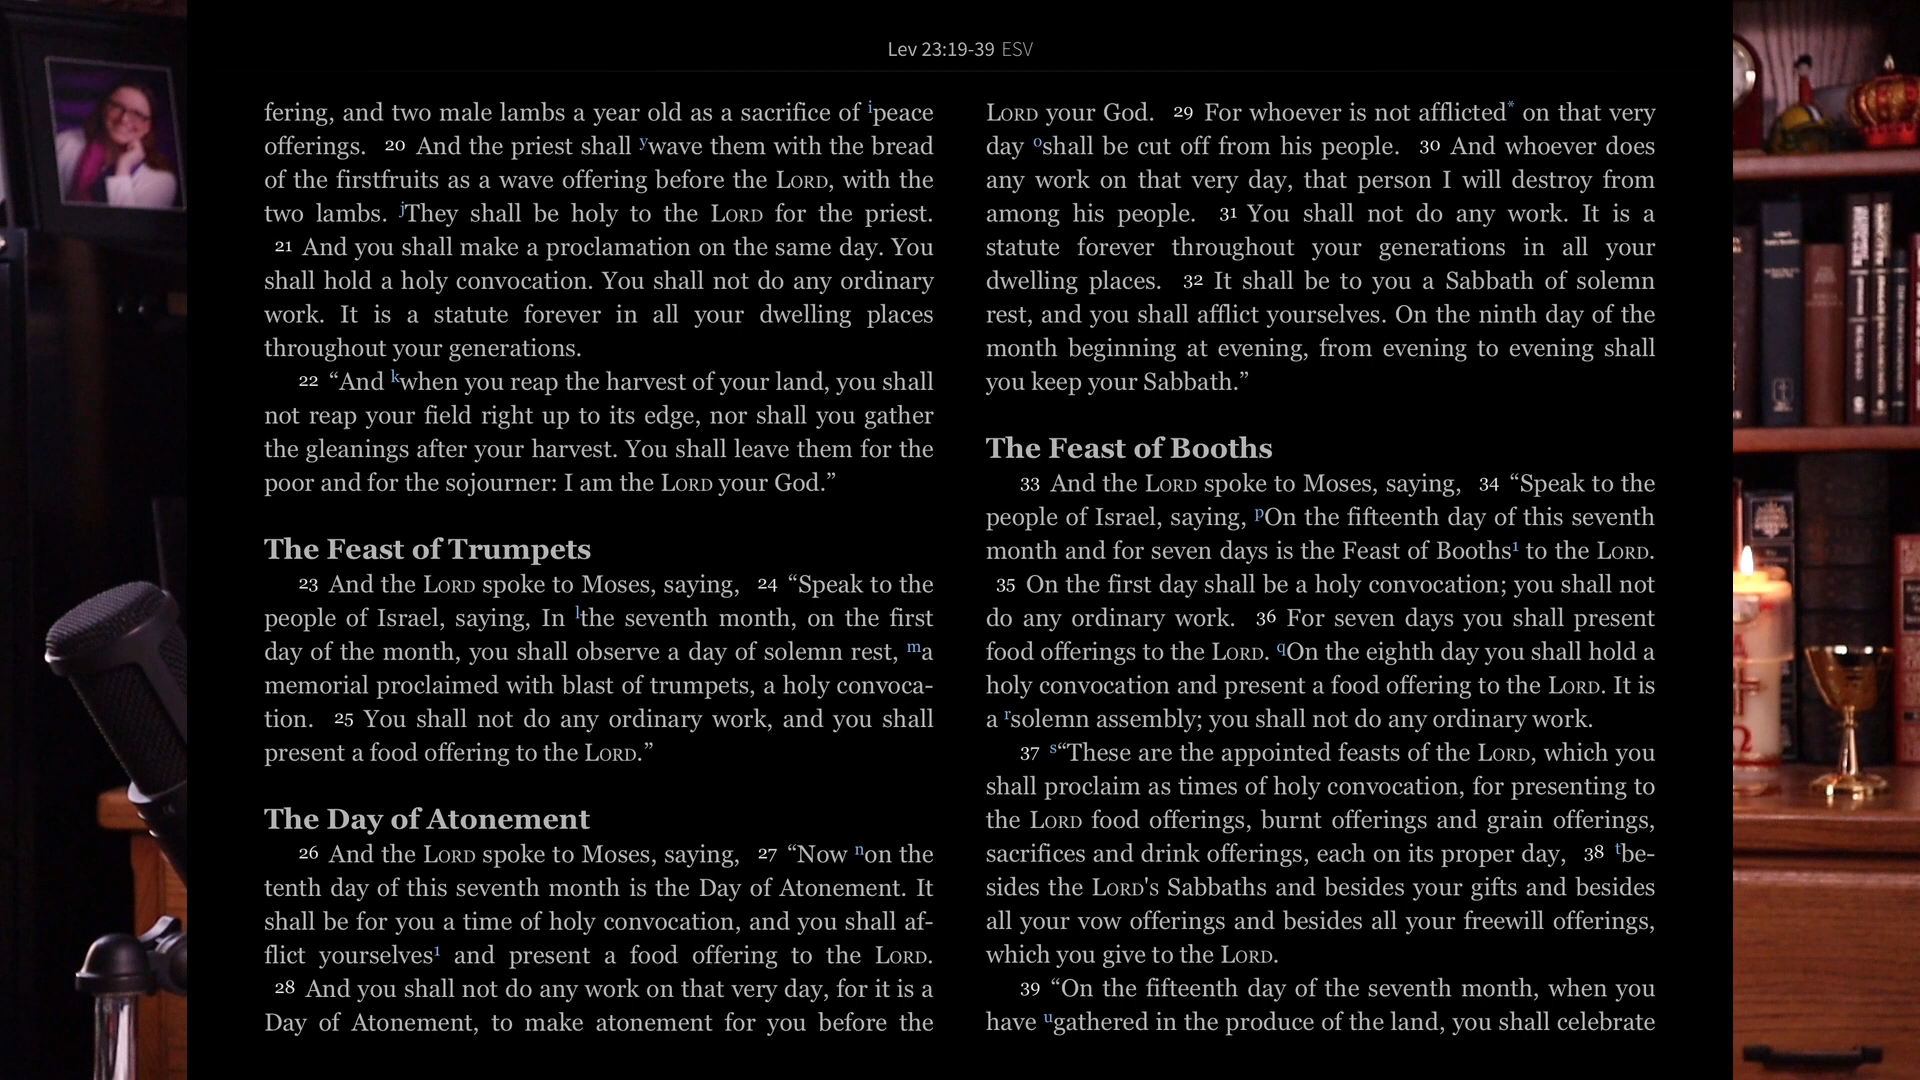 Lev 23:19-39 ESV
fering, and two male lambs a year old as a sacrifice of ipeace
offerings. 20 And the priest shall ywave them with the bread
of the firstfruits as a wave offering before the LORD, with the
two lambs. jThey shall be holy to the LORD for the priest.
21 And you shall make a proclamation on the same day. You
shall hold a holy convocation. You shall not do any ordinary
work. It is a statute forever in all your dwelling places
throughout your generations.
22 “And kwhen you reap the harvest of your land, you shall
not reap your field right up to its edge, nor shall you gather
the gleanings after your harvest. You shall leave them for the
poor and for the sojourner: I am the LORD your God.”
The Feast of Trumpets
23 And the LORD spoke to Moses, saying, 24 “Speak to the
people of Israel, saying, In lthe seventh month, on the first
day of the month, you shall observe a day of solemn rest, ma
memorial proclaimed with blast of trumpets, a holy convoca-
tion. 25 You shall not do any ordinary work, and you shall
present a food offering to the LORD.”
The Day of Atonement
26 And the LORD spoke to Moses, saying, 27 “Now non the
tenth day of this seventh month is the Day of Atonement. It
shall be for you a time of holy convocation, and you shall af-
flict yourselves1 and present a food offering to the LORD.
28 And you shall not do any work on that very day, for it is a
Day of Atonement, to make atonement for you before the
LORD your God. 29 For whoever is not afflicted* on that very
day oshall be cut off from his people. 30 And whoever does
any work on that very day, that person I will destroy from
among his people. 31 You shall not do any work. It is a
statute forever throughout your generations in all your
dwelling places. 32 It shall be to you a Sabbath of solemn
rest, and you shall afflict yourselves. On the ninth day of the
month beginning at evening, from evening to evening shall
you keep your Sabbath.”
The Feast of Booths
33 And the LORD spoke to Moses, saying, 34 “Speak to the
people of Israel, saying, pOn the fifteenth day of this seventh
month and for seven days is the Feast of Booths1 to the LORD.
35 On the first day shall be a holy convocation; you shall not
do any ordinary work. 36 For seven days you shall present
food offerings to the LORD. qOn the eighth day you shall hold a
holy convocation and present a food offering to the LORD. It is
a rsolemn assembly; you shall not do any ordinary work.
37 s“These are the appointed feasts of the LORD, which you
shall proclaim as times of holy convocation, for presenting to
the LORD food offerings, burnt offerings and grain offerings,
sacrifices and drink offerings, each on its proper day, 38 tbe-
sides the LORD's Sabbaths and besides your gifts and besides
all your vow offerings and besides all your freewill offerings,
which you give to the LORD.
39 “On the fifteenth day of the seventh month, when you
have ugathered in the produce of the land, you shall celebrate